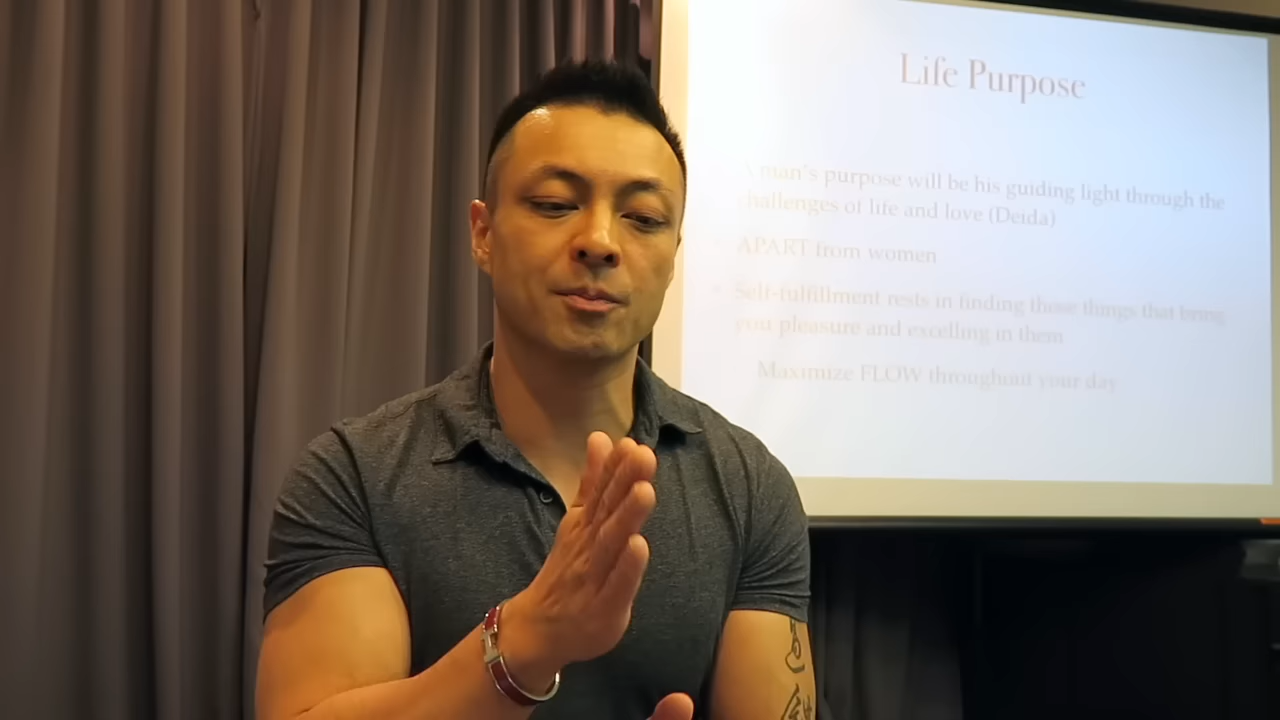 Life Purpose
A man's purpose will be his guiding light through the
challenges of life and love (Deida)
APART from women
Self-fulfillment rests in finding those things that bring
you pleasure and excelling in them
Maximize FLOW throughout your day